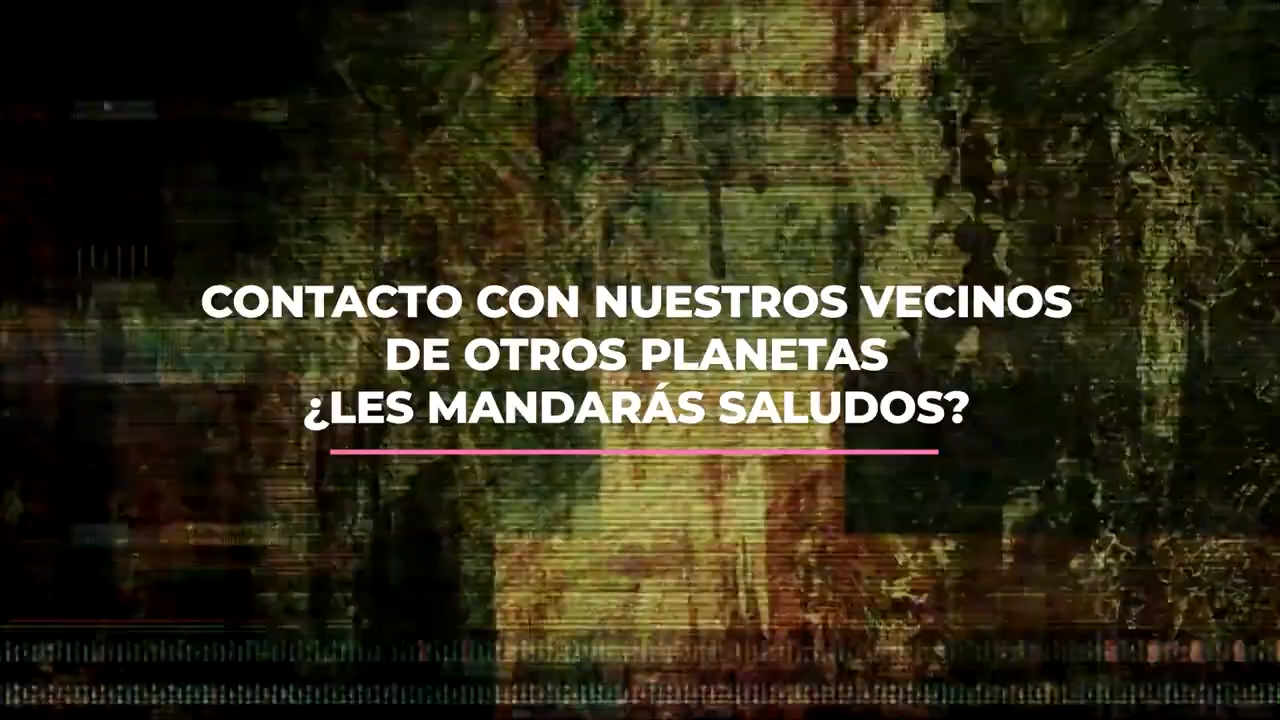 CONTACTO CON NUESTROS VECINOS
DE OTROS PLANETAS
¿LES MANDARÁS SALUDOS?